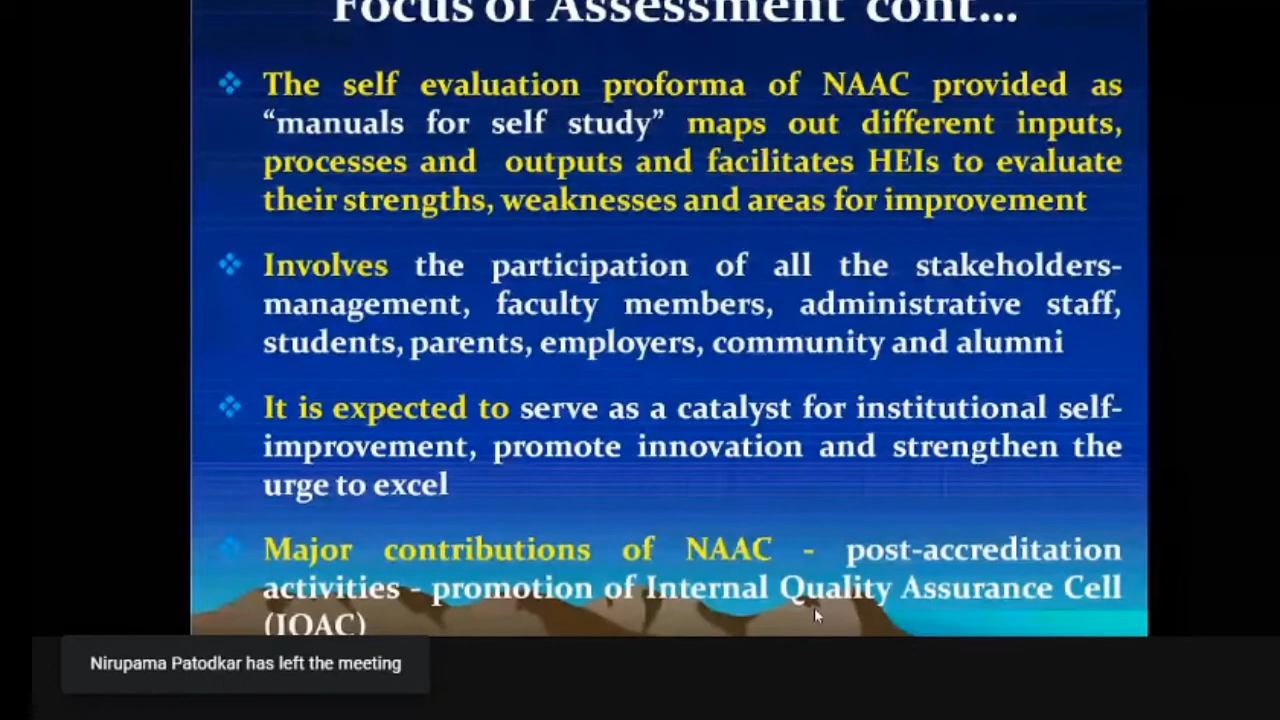 Focus of Assessment cont...
The self evaluation proforma of NAAC provided as
“manuals for self study” maps out different inputs,
processes and outputs and facilitates HEIs to evaluate
their strengths, weaknesses and areas for improvement
Involves the participation of all the stakeholders-
management, faculty members, administrative staff,
students, parents, employers, community and alumni
It is expected to serve as a catalyst for institutional self-
improvement, promote innovation and strengthen the
urge to excel
Major contributions of NAAC - post-accreditation
activities - promotion of Internal Quality Assurance Cell
(IQAC)
Nirupama Patodkar has left the meeting